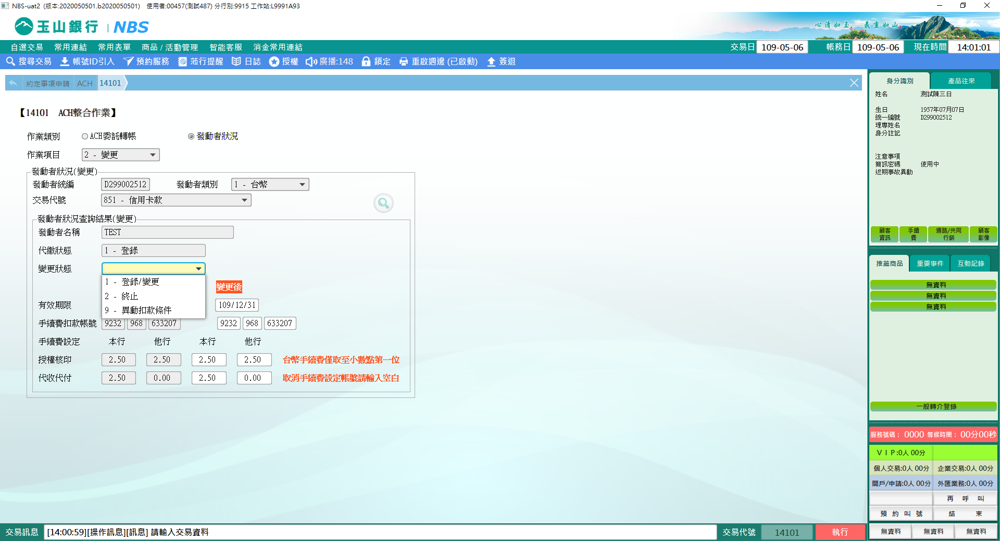 NBS-uat2 (版本:2020050501.b2020050501) 使用者:00457(測試487) 分行別:9915 工作站:L9991A93
玉山銀行 | NBS
心清如玉 義重如山
自選交易 常用連結 常用表單 商品 / 活動管理 智能客服 消金常用連結 交易日 109-05-06 帳務日 109-05-06 現在時間 14:01:01
搜尋交易 帳號ID引入 預約服務 蒞行提醒 日誌 授權 廣播:148 鎖定 重啟週邊 (已啟動) 簽退
約定事項申請 ACH 14101
【14101 ACH整合作業】
作業類別 ACH委託轉帳 發動者狀況
作業項目 2 - 變更
發動者狀況(變更)
發動者統編 D299002512 發動者類別 1 - 台幣
交易代號 851 - 信用卡款
發動者狀況查詢結果(變更)
發動者名稱 TEST
代繳狀態 1 - 登錄
變更狀態
1 - 登錄/變更
2 - 終止
9 - 異動扣款條件
變更後
有效期限 109/12/31
手續費扣款帳號 9232 968 633207 9232 968 633207
手續費設定 本行 他行 本行 他行
授權核印 2.50 2.50 2.50 2.50 台幣手續費僅取至小數點第一位
代收代付 2.50 0.00 2.50 0.00 取消手續費設定帳號請輸入空白
身分識別 產品往來
姓名 測試陳三日
生日 1957年07月07日
統一編號 D299002512
理專姓名
身分註記
注意事項
簡訊密碼 使用中
近期事故異動
顧客資訊 手續費 通路/共同行銷 顧客影像
推薦商品 重要事件 互動記錄
無資料
無資料
無資料
一般轉介登錄
服務號碼: 0000 等候時間: 00分00秒
VIP:0人 00分
個人交易:0人 00分 企業交易:0人 00分
開戶/申請:0人 00分 外匯業務:0人 00分
再 呼 叫
預 約 叫 號 結 束
無資料 無資料 無資料
交易訊息 [14:00:59][操作訊息][訊息] 請輸入交易資料 交易代號 14101 執行